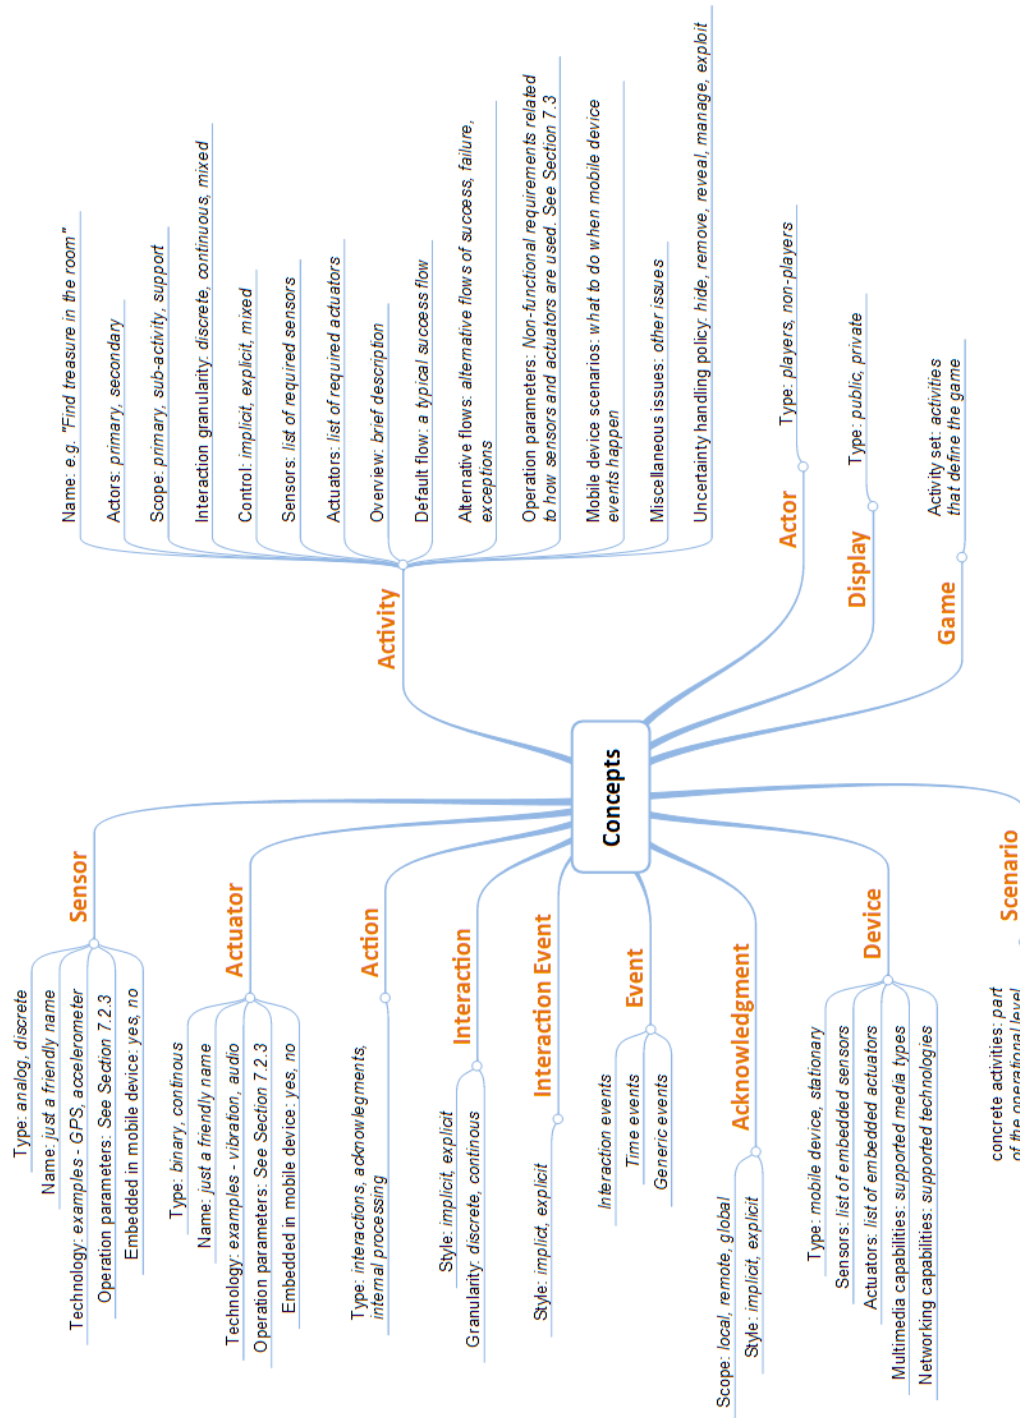 Concepts
Sensor
Type: analog, discrete
Name: just a friendly name
Technology: examples - GPS, accelerometer
Operation parameters: See Section 7.2.3
Embedded in mobile device: yes, no
Actuator
Type: binary, continous
Name: just a friendly name
Technology: examples - vibration, audio
Operation parameters: See Section 7.2.3
Embedded in mobile device: yes, no
Action
Type: interactions, acknowlegments,
internal processing
Interaction
Style: implicit, explicit
Granularity: discrete, continous
Interaction Event
Style: implict, explicit
Event
Interaction events
Time events
Generic events
Acknowledgment
Scope: local, remote, global
Style: implicit, explicit
Device
Type: mobile device, stationary
Sensors: list of embedded sensors
Actuators: list of embedded actuators
Multimedia capabilities: supported media types
Networking capabilities: supported technologies
Scenario
concrete activities: part
of the operational level
Activity
Name: e.g. "Find treasure in the room"
Actors: primary, secondary
Scope: primary, sub-activity, support
Interaction granularity: discrete, continuous, mixed
Control: implicit, explicit, mixed
Sensors: list of required sensors
Actuators: list of required actuators
Overview: brief description
Default flow: a typical success flow
Alternative flows: alternative flows of success, failure,
exceptions
Operation parameters: Non-functional requirements related
to how sensors and actuators are used. See Section 7.3
Mobile device scenarios: what to do when mobile device
events happen
Miscellaneous issues: other issues
Uncertainty handling policy: hide, remove, reveal, manage, exploit
Actor
Type: players, non-players
Display
Type: public, private
Game
Activity set: activities
that define the game